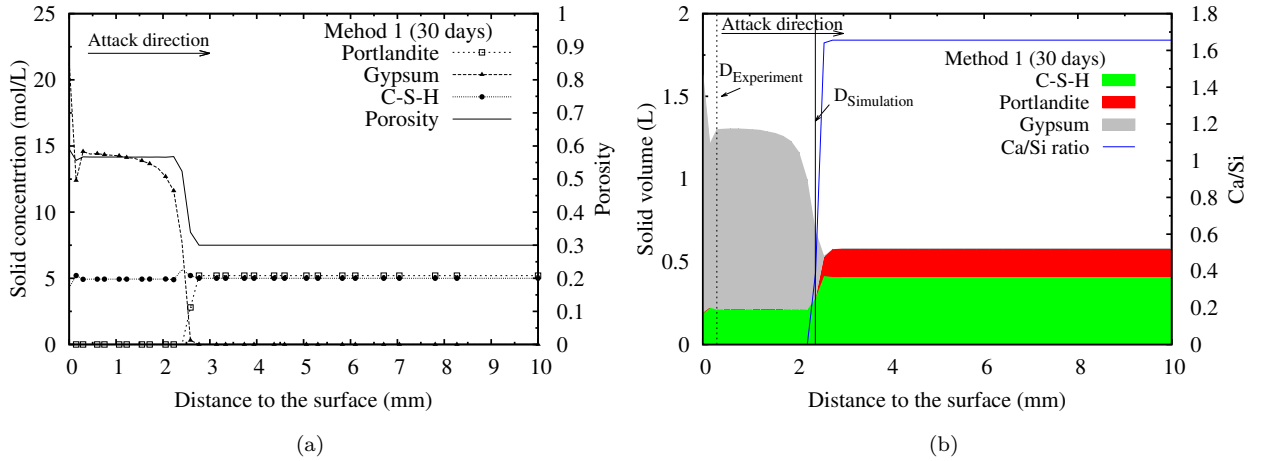 25
20
15
10
5
0
0 1 2 3 4 5 6 7 8 9 10
1
0.9
0.8
0.7
0.6
0.5
0.4
0.3
0.2
0.1
0
Solid concentrtion (mol/L)
Porosity
Distance to the surface (mm)
Attack direction
Mehod 1 (30 days)
Portlandite
Gypsum
C-S-H
Porosity
(a)
2
1.5
1
0.5
0
0 2 4 6 8 10
1.8
1.6
1.4
1.2
1
0.8
0.6
0.4
0.2
0
Solid volume (L)
Ca/Si
Distance to the surface (mm)
Attack direction
DExperiment
DSimulation
Method 1 (30 days)
C-S-H
Portlandite
Gypsum
Ca/Si ratio
(b)